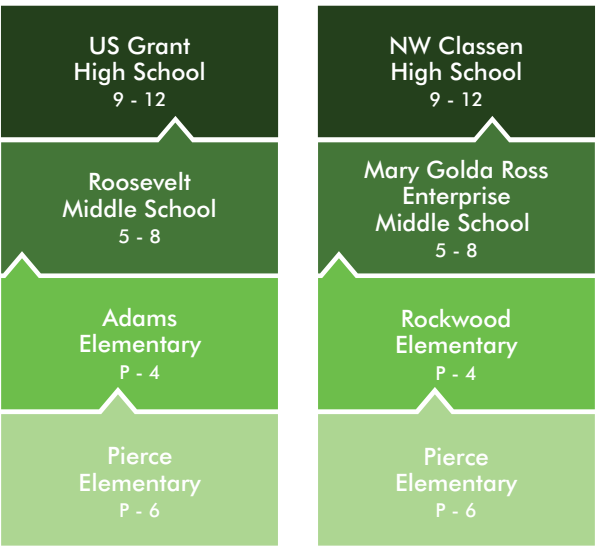 US Grant
High School
9 - 12
Roosevelt
Middle School
5 - 8
Adams
Elementary
P - 4
Pierce
Elementary
P - 6
NW Classen
High School
9 - 12
Mary Golda Ross
Enterprise
Middle School
5 - 8
Rockwood
Elementary
P - 4
Pierce
Elementary
P - 6